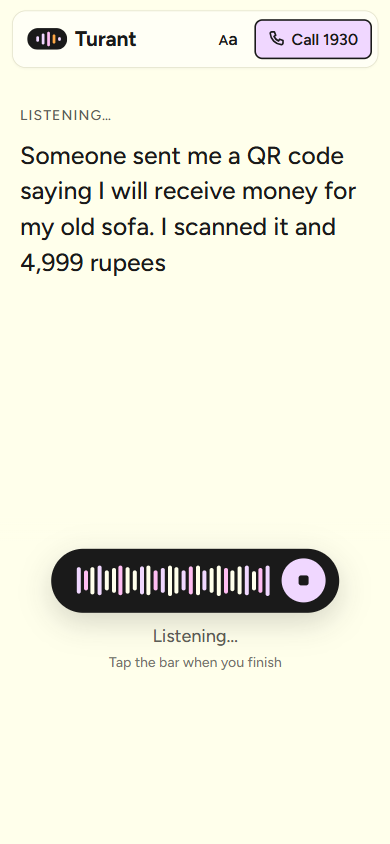 Turant
Aa
Call 1930
LISTENING...
Someone sent me a QR code
saying I will receive money for
my old sofa. I scanned it and
4,999 rupees
Listening...
Tap the bar when you finish